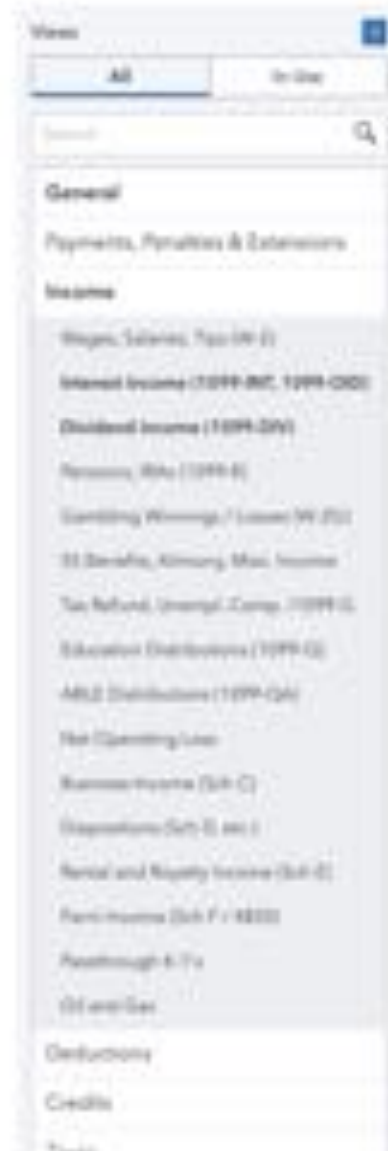 Views
All
In Use
Search
General
Payments, Penalties & Extensions
Income
Wages, Salaries, Tips (W-2)
Interest Income (1099-INT, 1099-OID)
Dividend Income (1099-DIV)
Pensions, IRAs (1099-R)
Gambling Winnings / Losses (W-2G)
SS Benefits, Alimony, Misc. Income
Tax Refund, Unempl. Comp. (1099-G
Education Distributions (1099-Q)
ABLE Distributions (1099-QA)
Net Operating Loss
Business Income (Sch C)
Dispositions (Sch D, etc.)
Rental and Royalty Income (Sch E)
Farm Income (Sch F / 4835)
Passthrough K-1's
Oil and Gas
Deductions
Credits
Taxes